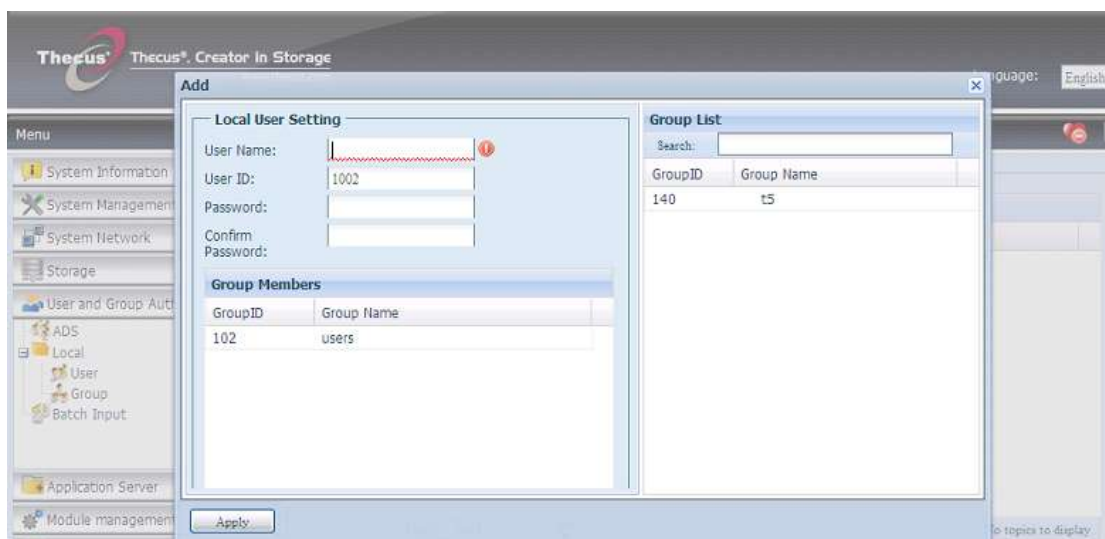 Thecus® Thecus®, Creator in Storage
Language: English
Add
Menu
System Information
System Management
System Network
Storage
User and Group Auth
ADS
Local
User
Group
Batch Input
Application Server
Module management
Local User Setting
User Name:
User ID: 1002
Password:
Confirm
Password:
Group Members
GroupID Group Name
102 users
Group List
Search:
GroupID Group Name
140 t5
Apply
No topics to display